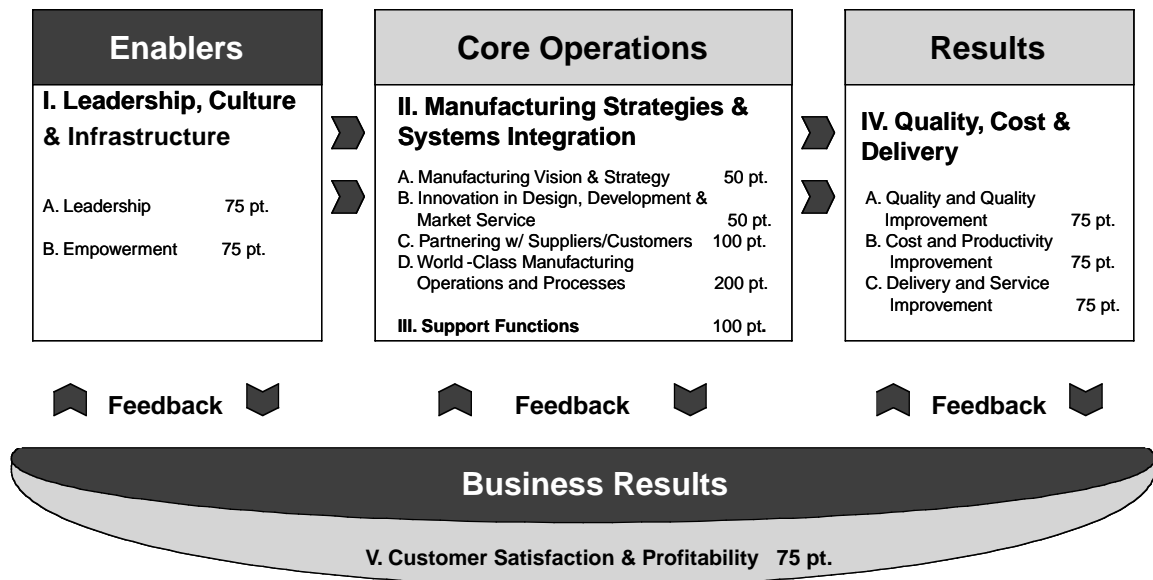 Enablers
I. Leadership, Culture
& Infrastructure
A. Leadership 75 pt.
B. Empowerment 75 pt.
Core Operations
II. Manufacturing Strategies &
Systems Integration
A. Manufacturing Vision & Strategy 50 pt.
B. Innovation in Design, Development &
Market Service 50 pt.
C. Partnering w/ Suppliers/Customers 100 pt.
D. World -Class Manufacturing
Operations and Processes 200 pt.
III. Support Functions 100 pt.
Results
IV. Quality, Cost &
Delivery
A. Quality and Quality
Improvement 75 pt.
B. Cost and Productivity
Improvement 75 pt.
C. Delivery and Service
Improvement 75 pt.
Feedback
Feedback
Feedback
Business Results
V. Customer Satisfaction & Profitability 75 pt.